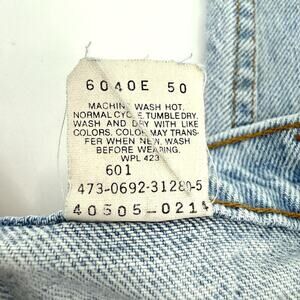 6040E 50
MACHINE WASH HOT.
NORMAL CYCLE. TUMBLE DRY.
WASH AND DRY WITH LIKE
COLORS. COLOR MAY TRANS-
FER WHEN NEW. WASH
BEFORE WEARING.
WPL 423
601
473-0692-31280-5
40505-0214